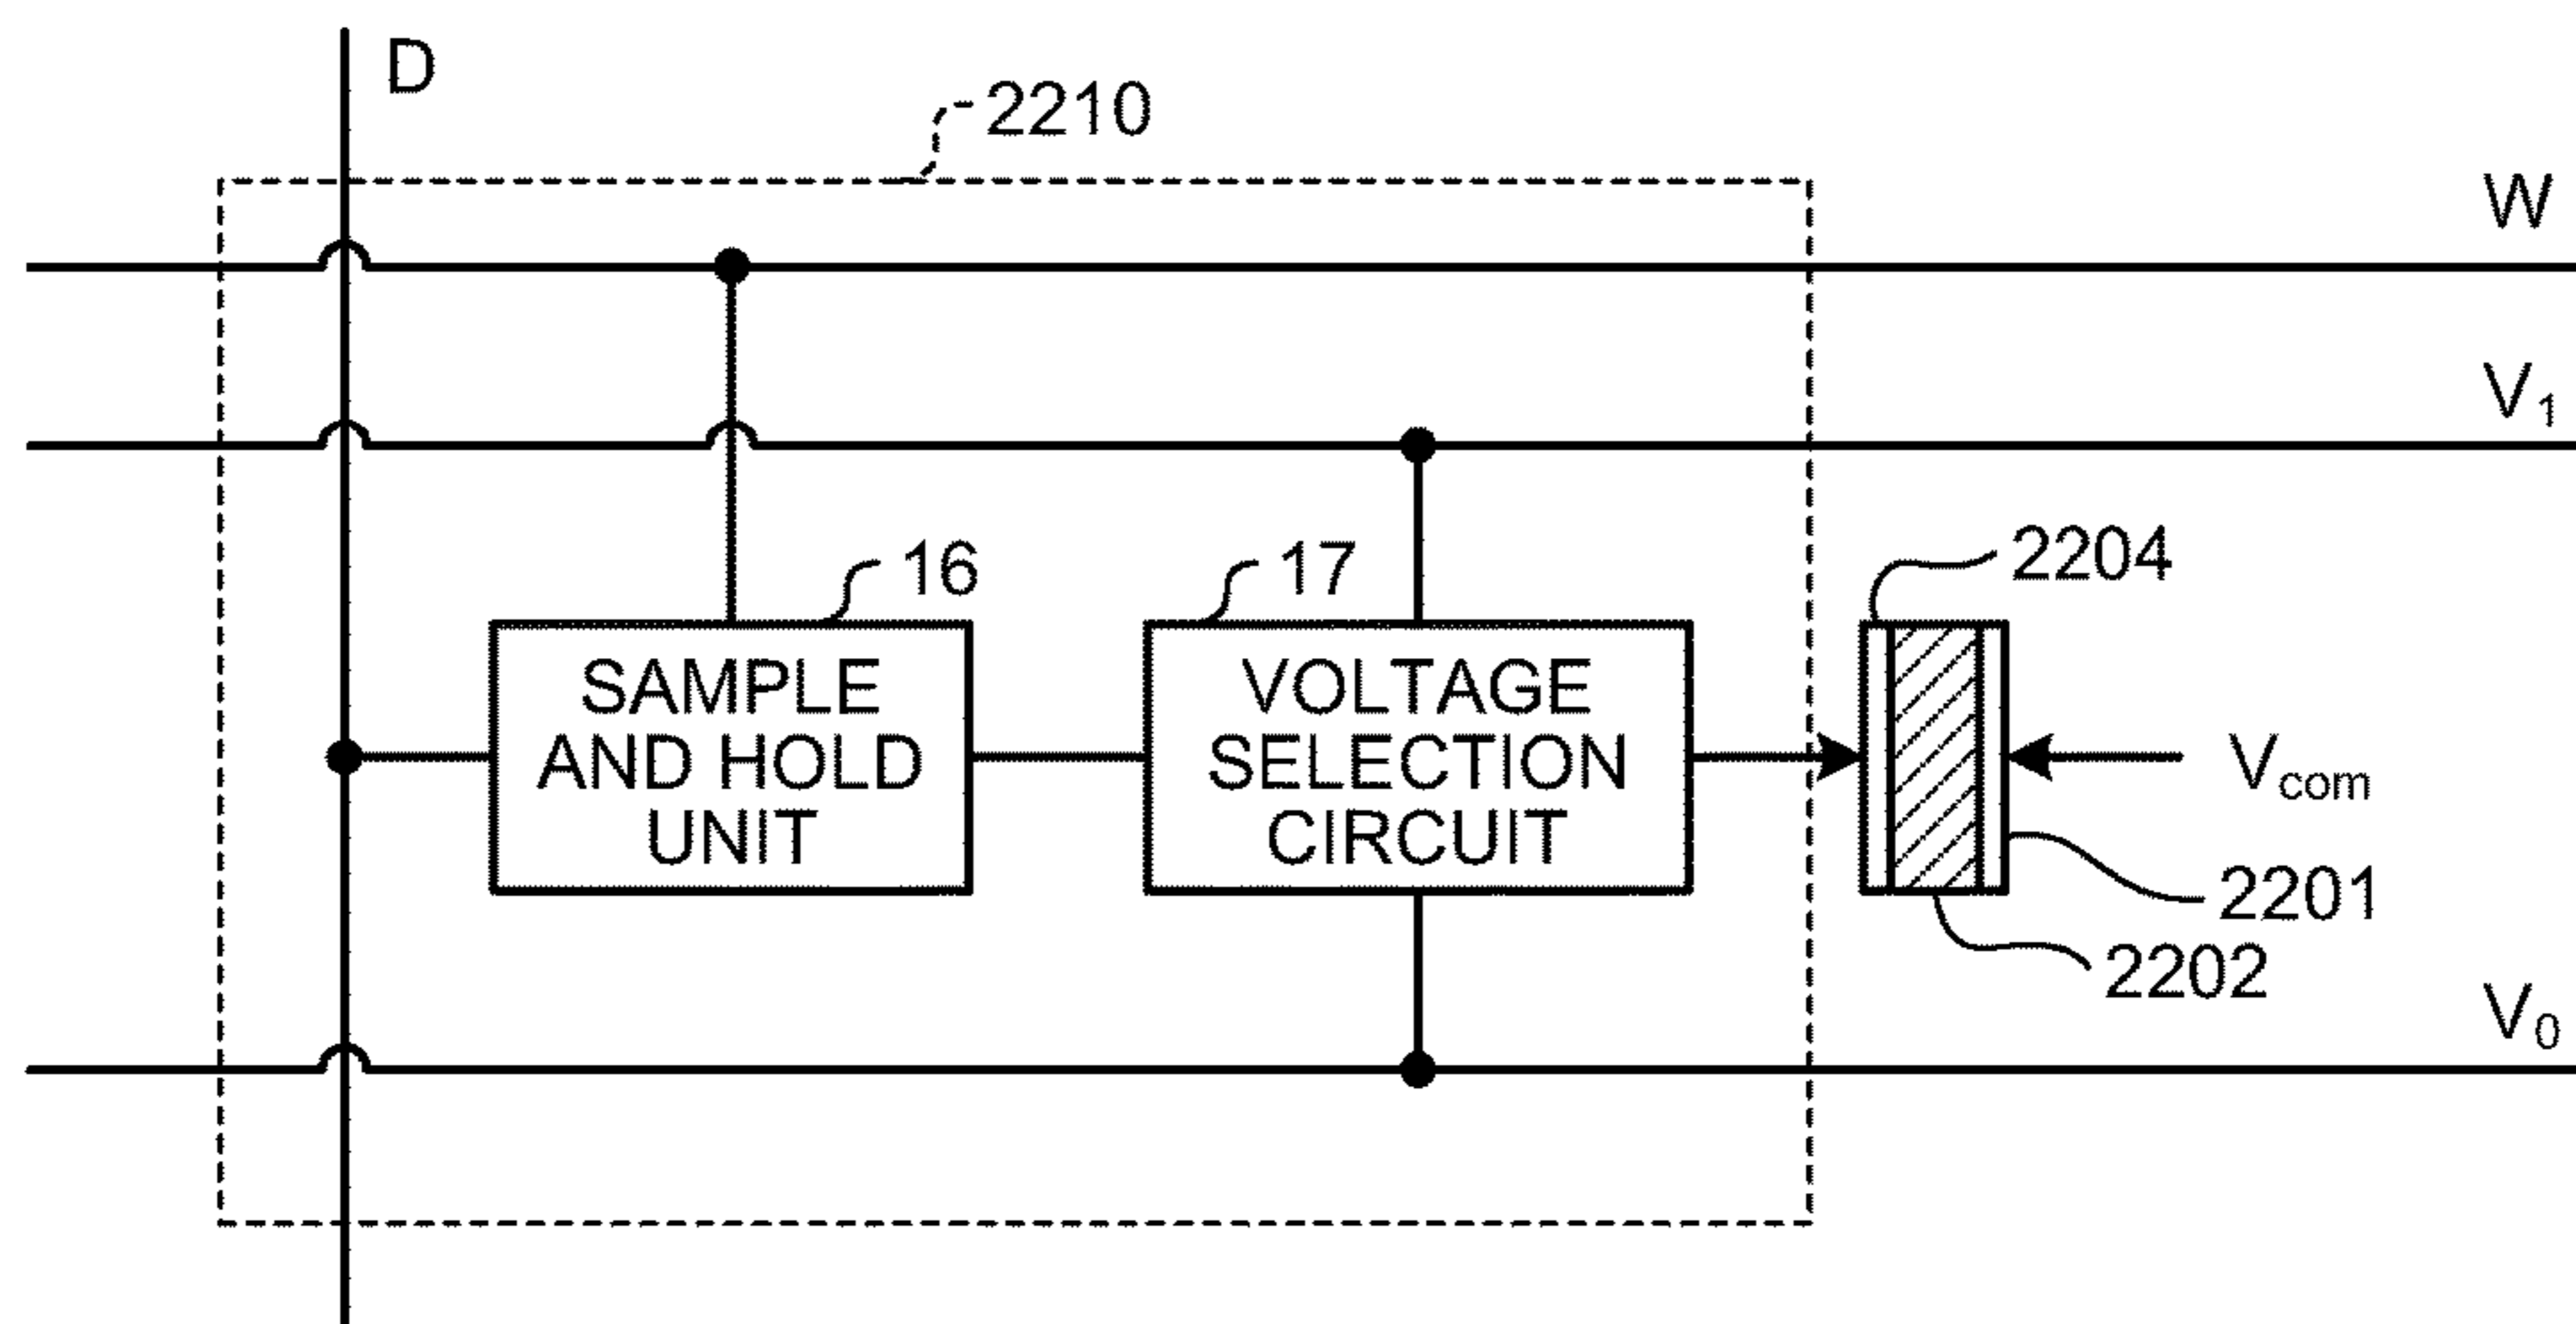 D
2210
W
V1
16
17
2204
SAMPLE
AND HOLD
UNIT
VOLTAGE
SELECTION
CIRCUIT
Vcom
2201
2202
V0